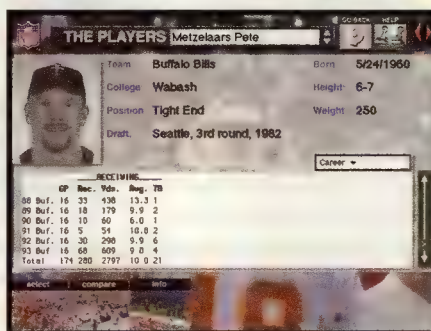 GO BACK HELP
THE PLAYERS Metzelaars Pete
Team Buffalo Bills Born 5/24/1960
College Wabash Height 6-7
Position Tight End Weight 250
Draft Seattle, 3rd round, 1982
Career
RECEIVING
GP Rec. Yds. Avg. TD
88 Buf. 16 33 438 13.3 1
89 Buf. 16 18 179 9.9 2
90 Buf. 16 10 60 6.0 1
91 Buf. 16 5 54 10.8 2
92 Buf. 16 30 298 9.9 6
93 Buf. 16 68 609 9.0 4
Total 174 280 2797 10.0 21
select compare info